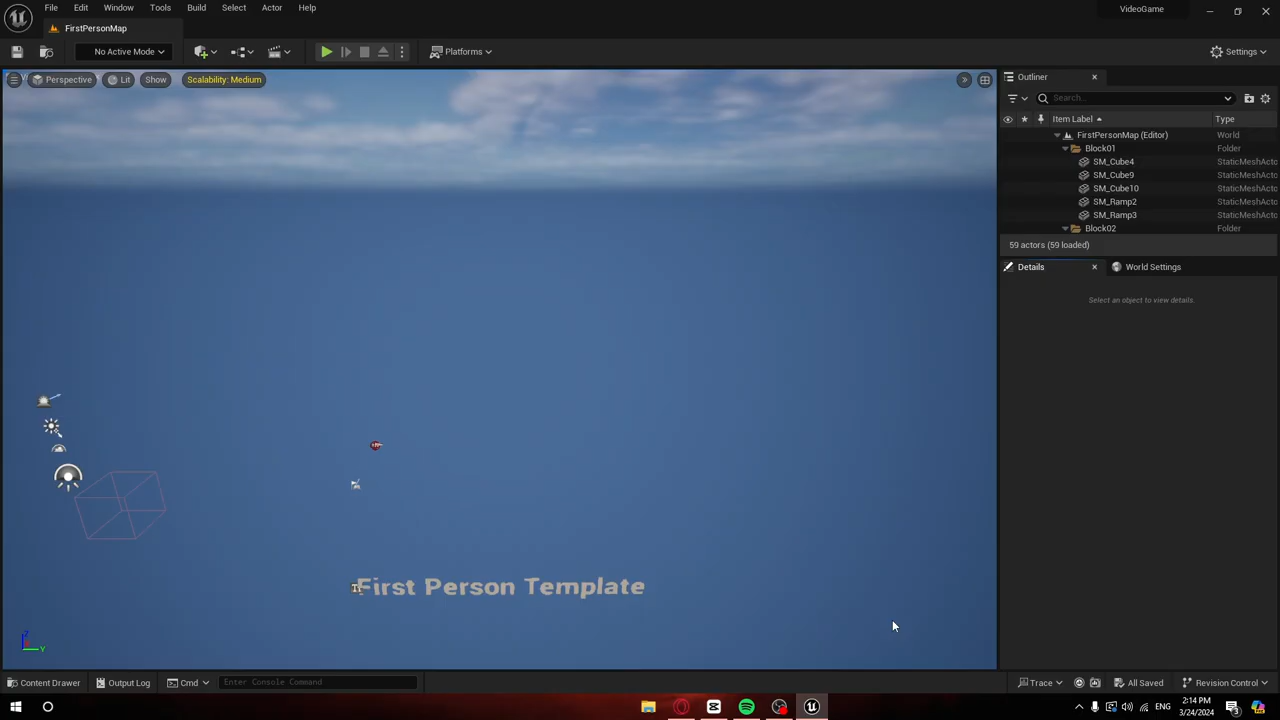 File Edit Window Tools Build Select Actor Help
VideoGame
FirstPersonMap
No Active Mode
Platforms
Settings
Perspective
Lit
Show
Scalability: Medium
Outliner
Search...
Item Label
Type
FirstPersonMap (Editor) World
Block01 Folder
SM_Cube4 StaticMeshActo
SM_Cube9 StaticMeshActo
SM_Cube10 StaticMeshActo
SM_Ramp2 StaticMeshActo
SM_Ramp3 StaticMeshActo
Block02 Folder
59 actors (59 loaded)
Details
World Settings
Select an object to view details.
First Person Template
Z
Y
Content Drawer
Output Log
Cmd
Enter Console Command
Trace
All Saved
Revision Control
ENG
2:14 PM
3/24/2024
3